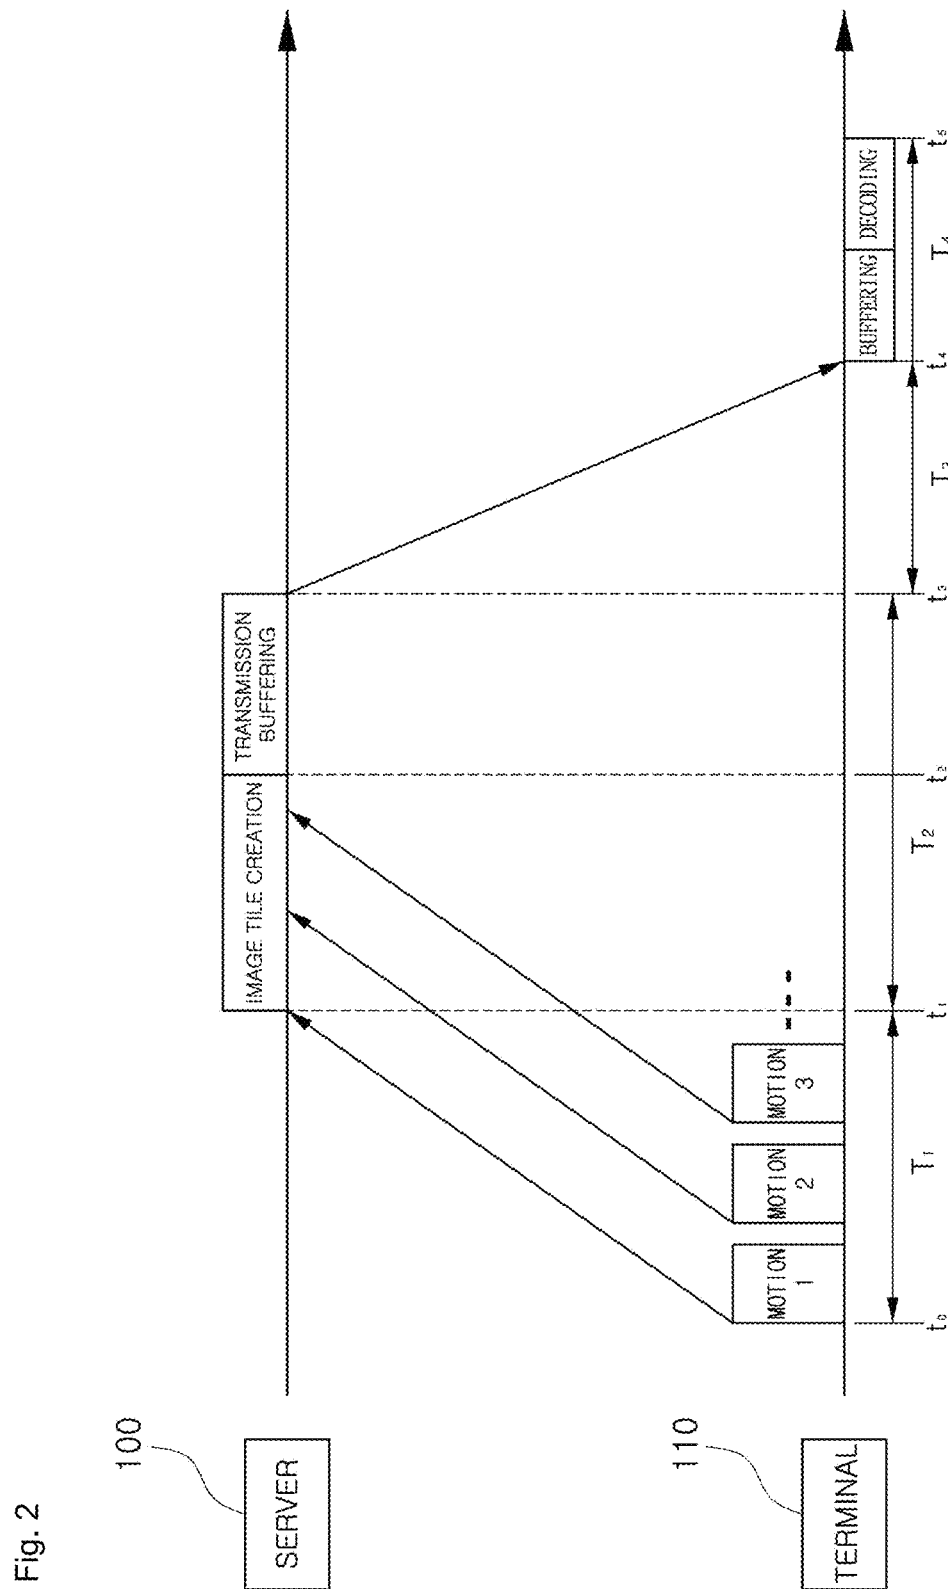 Fig. 2
100
SERVER
IMAGE TILE CREATION
TRANSMISSION
BUFFERING
110
TERMINAL
MOTION
1
MOTION
2
MOTION
3
BUFFERING
DECODING
t₀
t₁
t₂
t₃
t₄
t₅
T₁
T₂
T₃
T₄